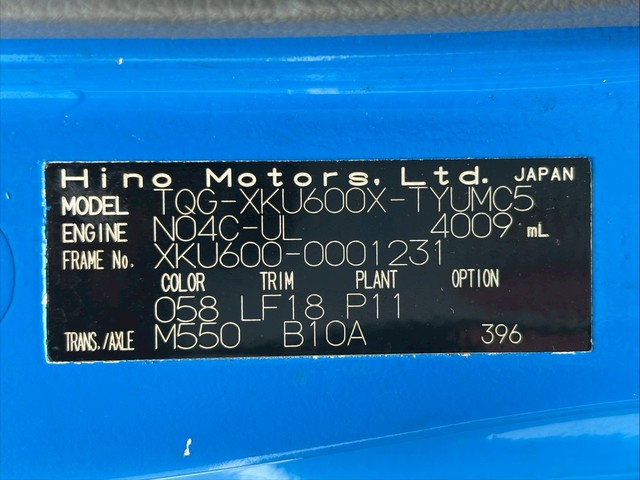 Hino Motors, Ltd. JAPAN
MODEL TQG-XKU600X-TYUMC5
ENGINE N04C-UL 4009 mL
FRAME No. XKU600-0001231
COLOR TRIM PLANT OPTION
058 LF18 P11
TRANS./AXLE M550 B10A 396